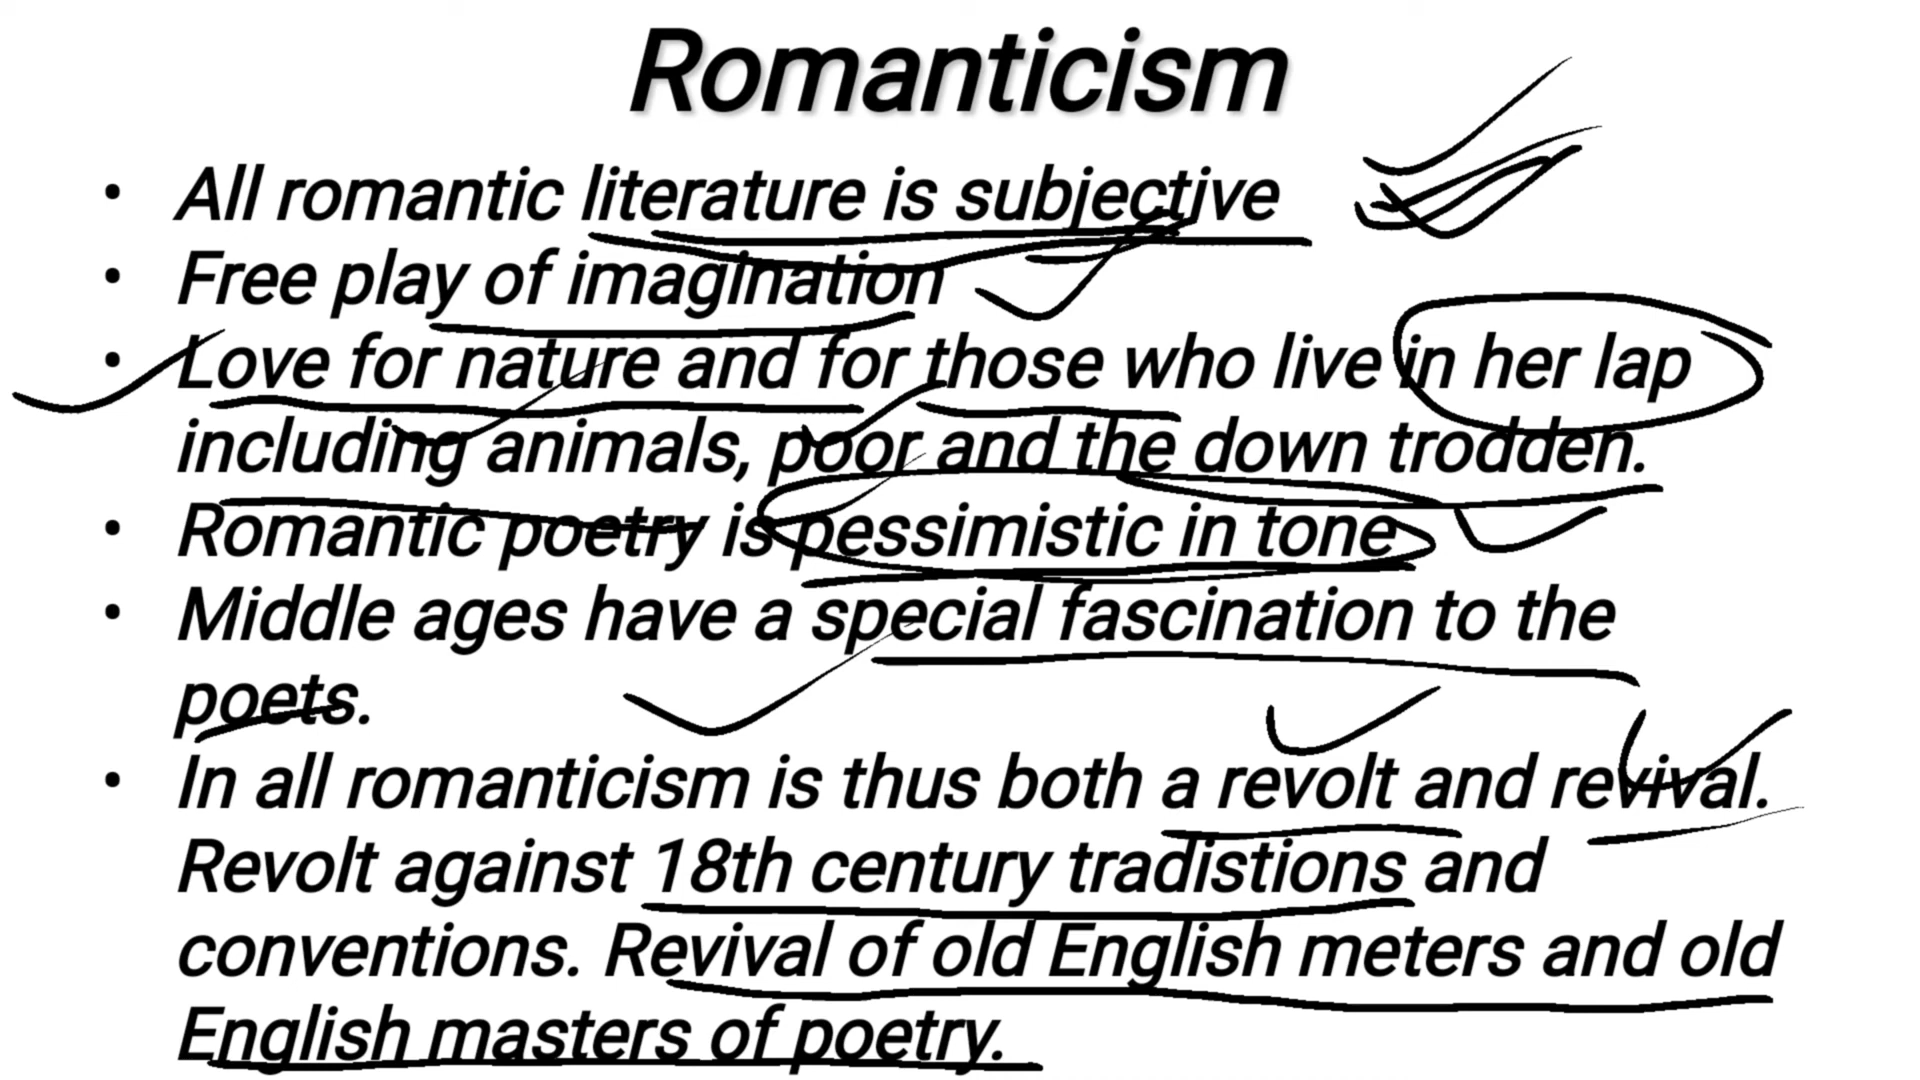 Romanticism
• All romantic literature is subjective
• Free play of imagination
• Love for nature and for those who live in her lap
including animals, poor and the down trodden.
• Romantic poetry is pessimistic in tone
• Middle ages have a special fascination to the
poets.
• In all romanticism is thus both a revolt and revival.
Revolt against 18th century tradistions and
conventions. Revival of old English meters and old
English masters of poetry.